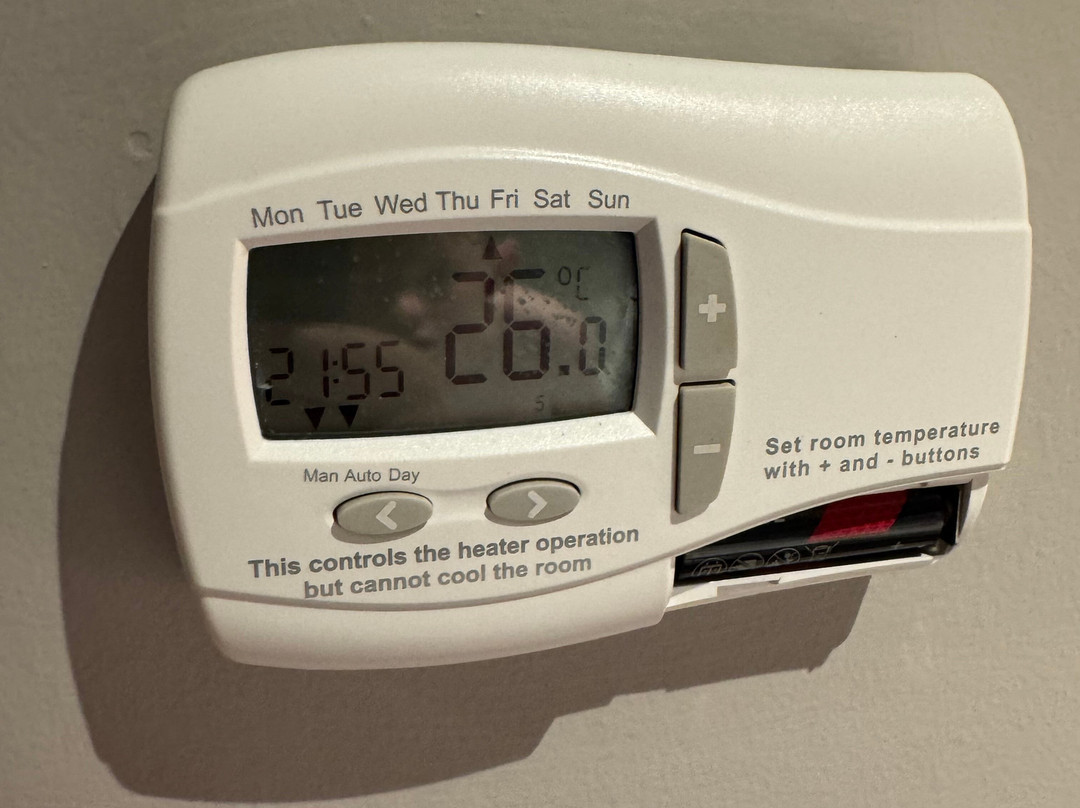 Mon Tue Wed Thu Fri Sat Sun
26.0 °C
21:55
5
Man Auto Day
+
-
< >
Set room temperature
with + and - buttons
This controls the heater operation
but cannot cool the room